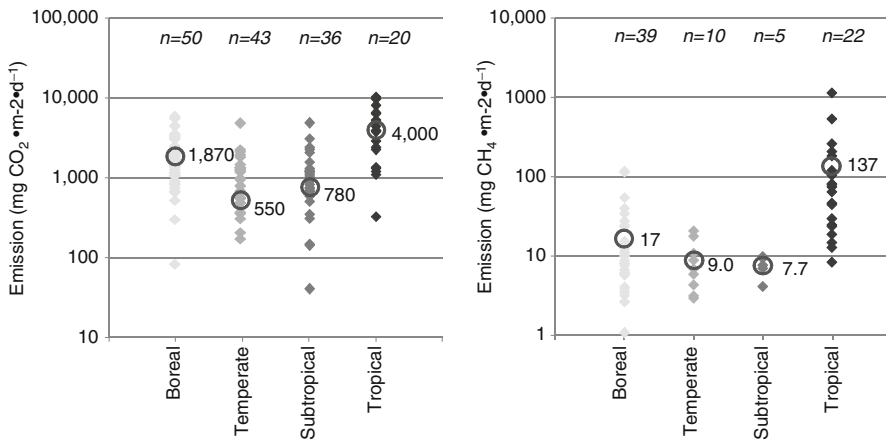 100,000
10,000
1,000
100
10
Emission (mg CO₂ •m-2•d⁻¹)
n=50 n=43 n=36 n=20
1,870
550
780
4,000
Boreal
Temperate
Subtropical
Tropical
10,000
1000
100
10
1
Emission (mg CH₄ •m-2•d⁻¹)
n=39 n=10 n=5 n=22
17
9.0
7.7
137
Boreal
Temperate
Subtropical
Tropical